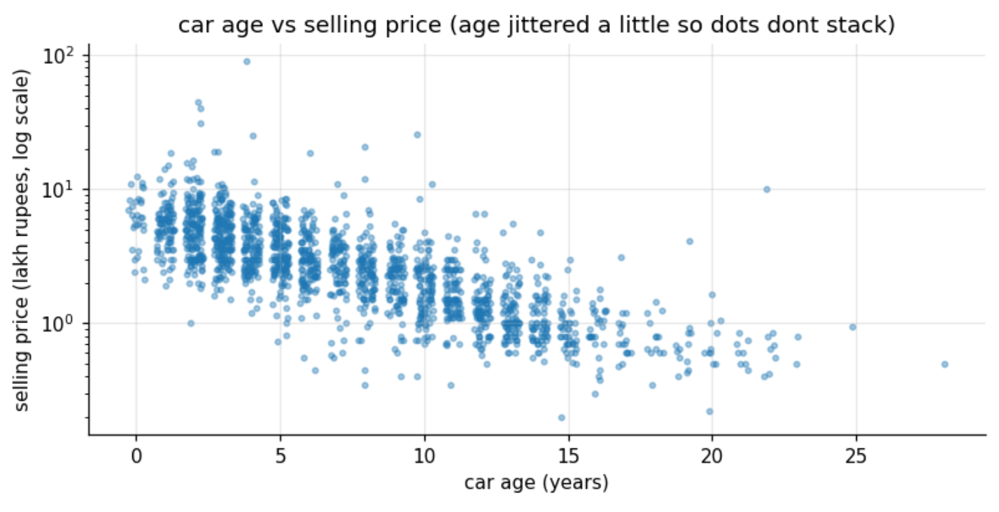 car age vs selling price (age jittered a little so dots dont stack)
selling price (lakh rupees, log scale)
10²
10¹
10⁰
0 5 10 15 20 25
car age (years)